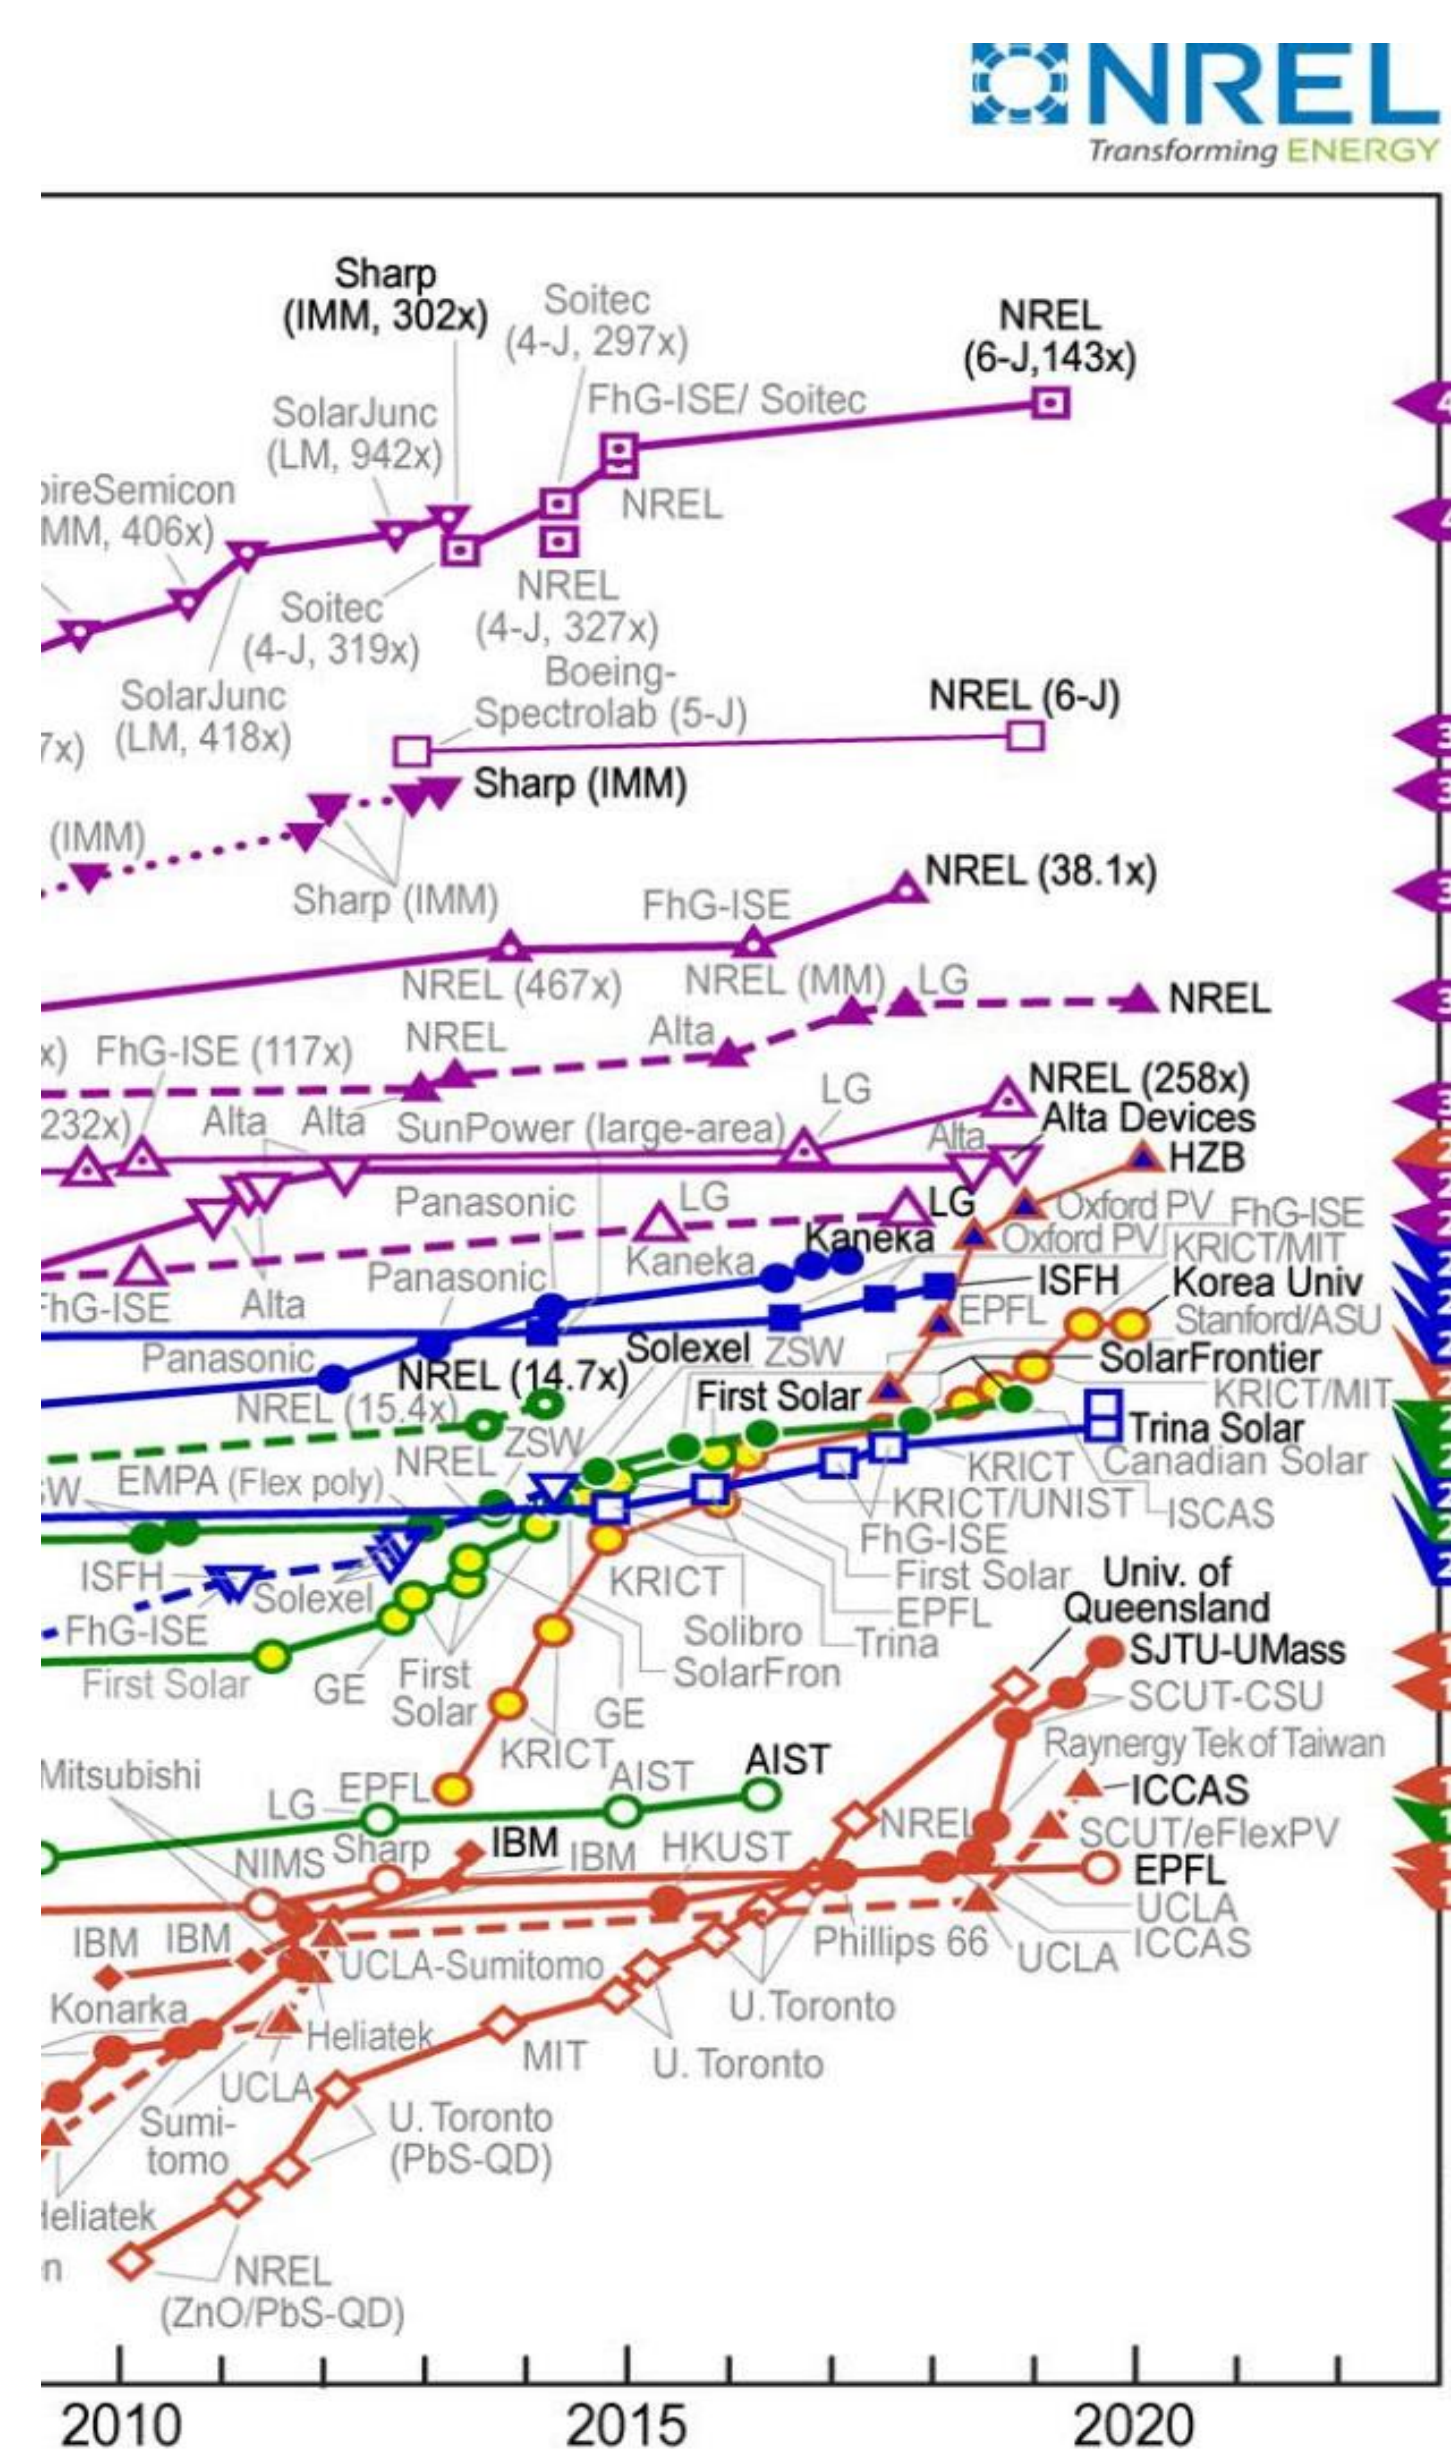 NREL
Transforming ENERGY
Sharp
(IMM, 302x)
Soitec
(4-J, 297x)
NREL
(6-J,143x)
FhG-ISE/ Soitec
SolarJunc
(LM, 942x)
NREL
MM, 406x)
NREL
(4-J, 327x)
Soitec
(4-J, 319x)
Boeing-
Spectrolab (5-J)
NREL (6-J)
SolarJunc
(LM, 418x)
7x)
Sharp (IMM)
(IMM)
Sharp (IMM)
NREL (38.1x)
FhG-ISE
NREL (467x)
NREL (MM)
LG
NREL
NREL
Alta
x)
FhG-ISE (117x)
NREL (258x)
LG
232x)
Alta
Alta
SunPower (large-area)
Alta
Alta Devices
HZB
Panasonic
LG
LG
Oxford PV
FhG-ISE
Kaneka
Kaneka
Oxford PV
KRICT/MIT
FhG-ISE
Alta
Panasonic
ISFH
Korea Univ
EPFL
Stanford/ASU
Panasonic
Solexel
ZSW
SolarFrontier
NREL (14.7x)
First Solar
KRICT/MIT
NREL (15.4x)
Trina Solar
ZSW
NREL
KRICT
Canadian Solar
SW
EMPA (Flex poly)
KRICT/UNIST
ISCAS
FhG-ISE
ISFH
Solexel
KRICT
First Solar
Univ. of
Queensland
EPFL
FhG-ISE
Solibro
Trina
SJTU-UMass
First Solar
GE
First
Solar
SolarFron
SCUT-CSU
GE
KRICT
Raynergy Tek of Taiwan
Mitsubishi
EPFL
AIST
AIST
ICCAS
LG
NREL
SCUT/eFlexPV
NIMS
Sharp
IBM
IBM
HKUST
EPFL
UCLA
IBM
IBM
UCLA-Sumitomo
Phillips 66
UCLA
ICCAS
Konarka
Heliatek
U.Toronto
UCLA
MIT
U. Toronto
Sumi-
tomo
U. Toronto
(PbS-QD)
Heliatek
n
NREL
(ZnO/PbS-QD)
2010
2015
2020